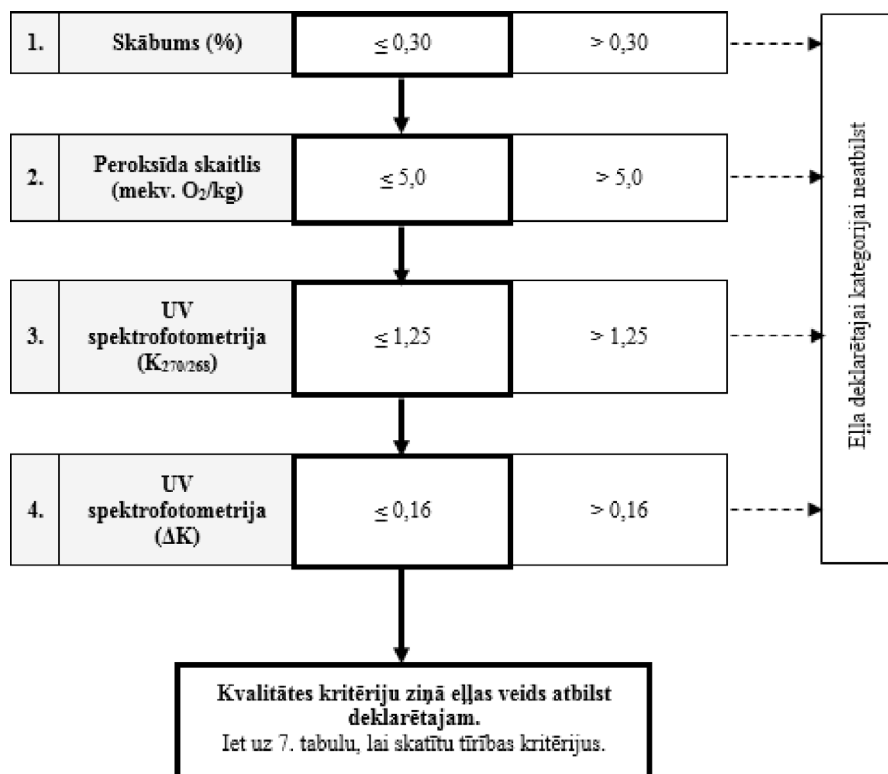 1. Skābums (%) ≤ 0,30 > 0,30
2. Peroksīda skaitlis
(mekv. O₂/kg) ≤ 5,0 > 5,0
3. UV
spektrofotometrija
(K₂₇₀/₂₆₈) ≤ 1,25 > 1,25
4. UV
spektrofotometrija
(ΔK) ≤ 0,16 > 0,16
Eļļa deklarētajai kategorijai neatbilst
Kvalitātes kritēriju ziņā eļļas veids atbilst
deklarētajam.
Iet uz 7. tabulu, lai skatītu tīrības kritērijus.